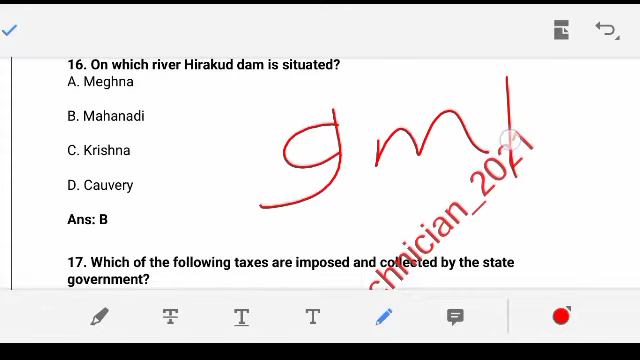 16. On which river Hirakud dam is situated?
A. Meghna
B. Mahanadi
C. Krishna
D. Cauvery
Ans: B
gm
chnician_2021
17. Which of the following taxes are imposed and collected by the state
government?